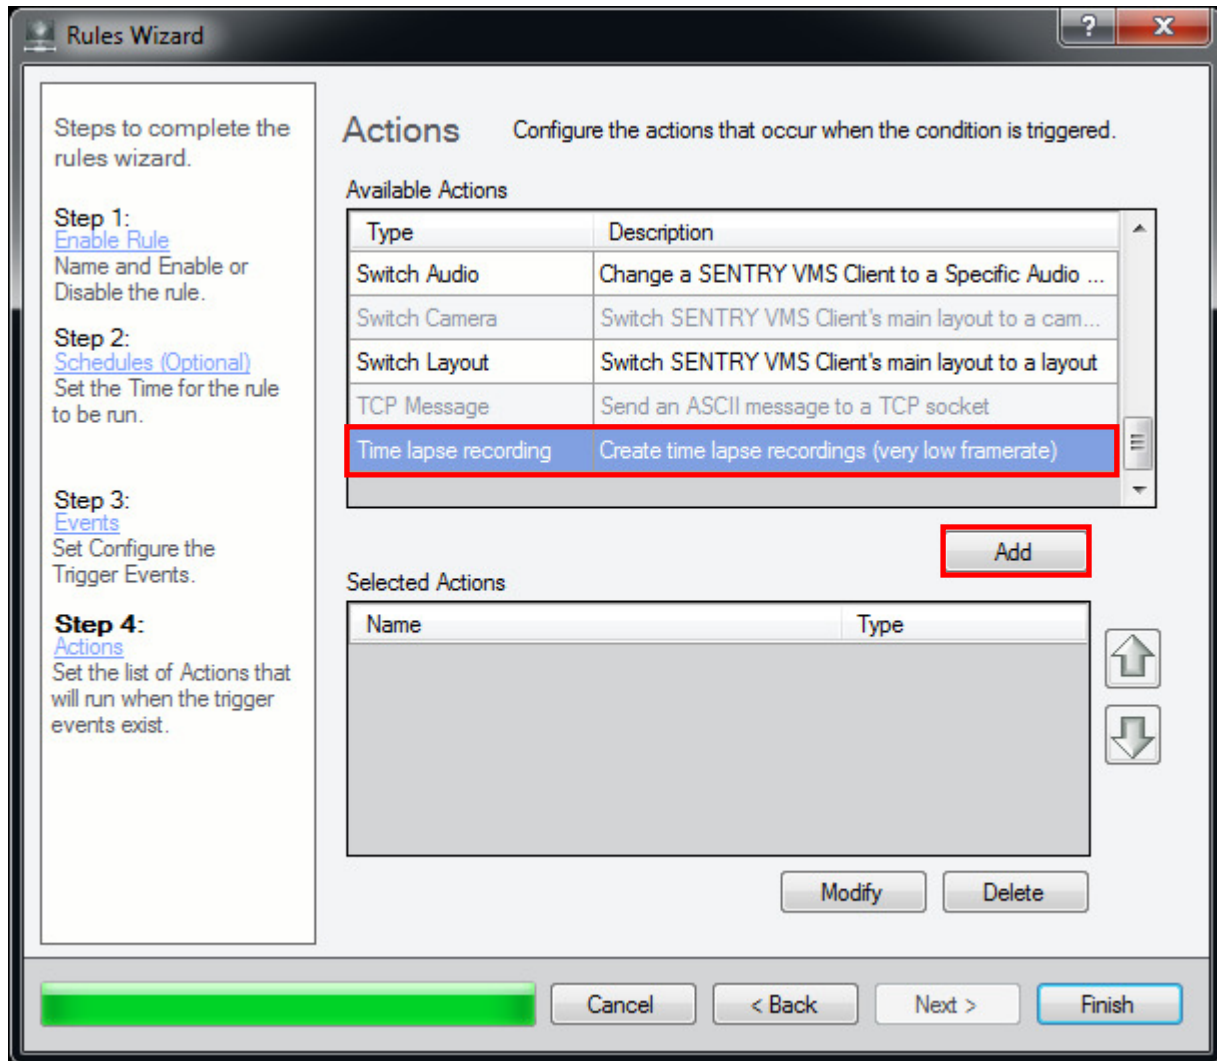 Rules Wizard
?
X
Steps to complete the
rules wizard.
Step 1:
Enable Rule
Name and Enable or
Disable the rule.
Step 2:
Schedules (Optional)
Set the Time for the rule
to be run.
Step 3:
Events
Set Configure the
Trigger Events.
Step 4:
Actions
Set the list of Actions that
will run when the trigger
events exist.
Actions Configure the actions that occur when the condition is triggered.
Available Actions
Type Description
Switch Audio Change a SENTRY VMS Client to a Specific Audio ...
Switch Camera Switch SENTRY VMS Client's main layout to a cam...
Switch Layout Switch SENTRY VMS Client's main layout to a layout
TCP Message Send an ASCII message to a TCP socket
Time lapse recording Create time lapse recordings (very low framerate)
Add
Selected Actions
Name Type
Modify Delete
Cancel < Back Next > Finish